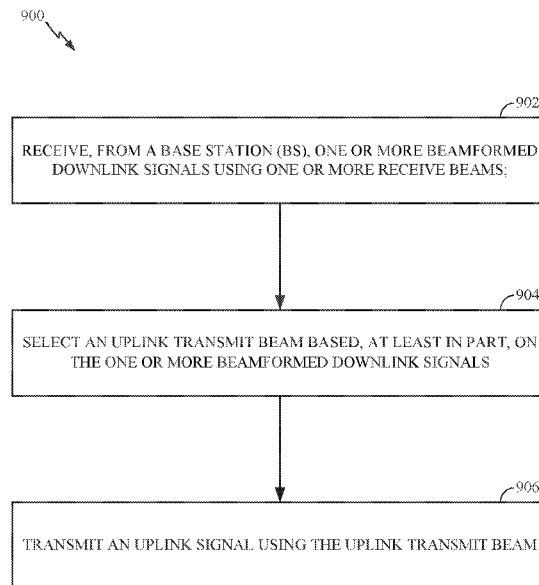 900
902
RECEIVE, FROM A BASE STATION (BS), ONE OR MORE BEAMFORMED
DOWNLINK SIGNALS USING ONE OR MORE RECEIVE BEAMS;
904
SELECT AN UPLINK TRANSMIT BEAM BASED, AT LEAST IN PART, ON
THE ONE OR MORE BEAMFORMED DOWNLINK SIGNALS
906
TRANSMIT AN UPLINK SIGNAL USING THE UPLINK TRANSMIT BEAM